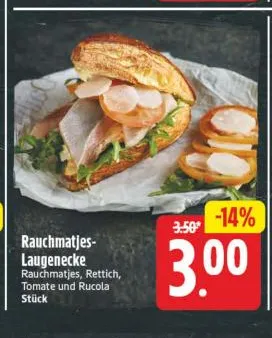 3.50* -14%
3.00
Rauchmatjes-
Laugenecke
Rauchmatjes, Rettich,
Tomate und Rucola
Stück